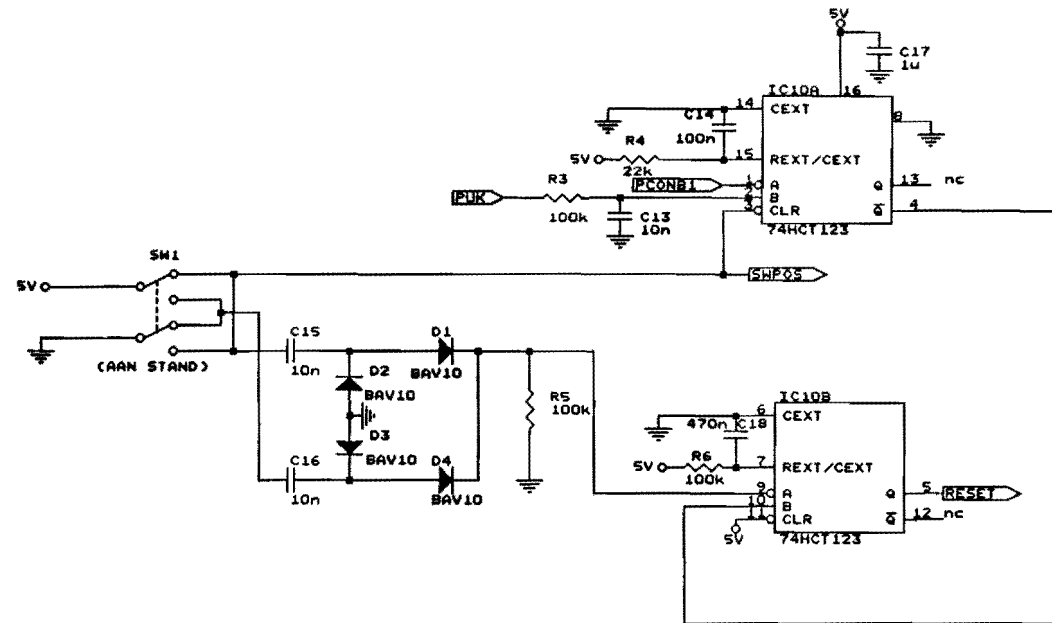 5V
C17
1u
IC10A
16
14
CEXT
8
C14
100n
R4
5V
22k
15
REXT/CEXT
PCONB1
1
A
Q
13
nc
PUK
R3
100k
2
B
C13
10n
3
CLR
Q
4
74HCT123
SW1
5V
SWPOS
(AAN STAND)
C15
10n
D1
BAV10
D2
BAV10
R5
100k
D3
BAV10
C16
10n
D4
BAV10
IC10B
6
CEXT
470n
C18
5V
R6
100k
7
REXT/CEXT
9
A
Q
5
RESET
10
B
11
CLR
Q
12
nc
5V
74HCT123